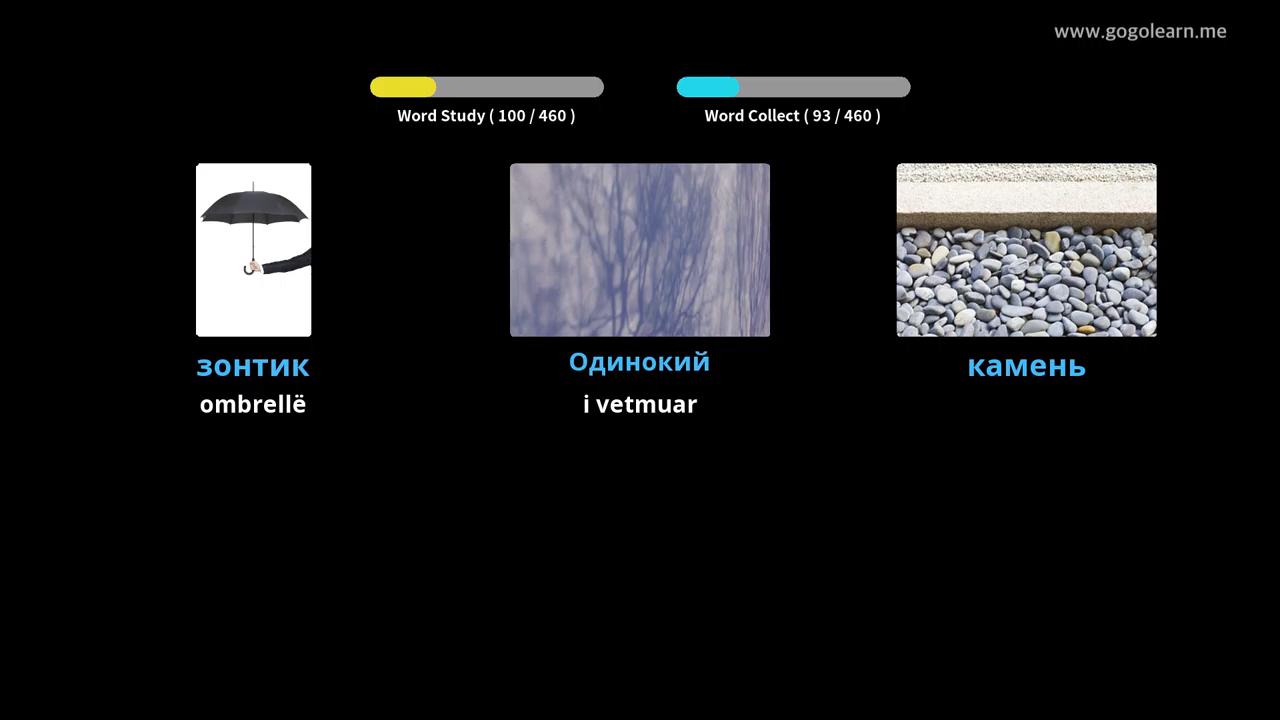 www.gogolearn.me
Word Study ( 100 / 460 )
Word Collect ( 93 / 460 )
зонтик
Одинокий
камень
ombrellë
i vetmuar